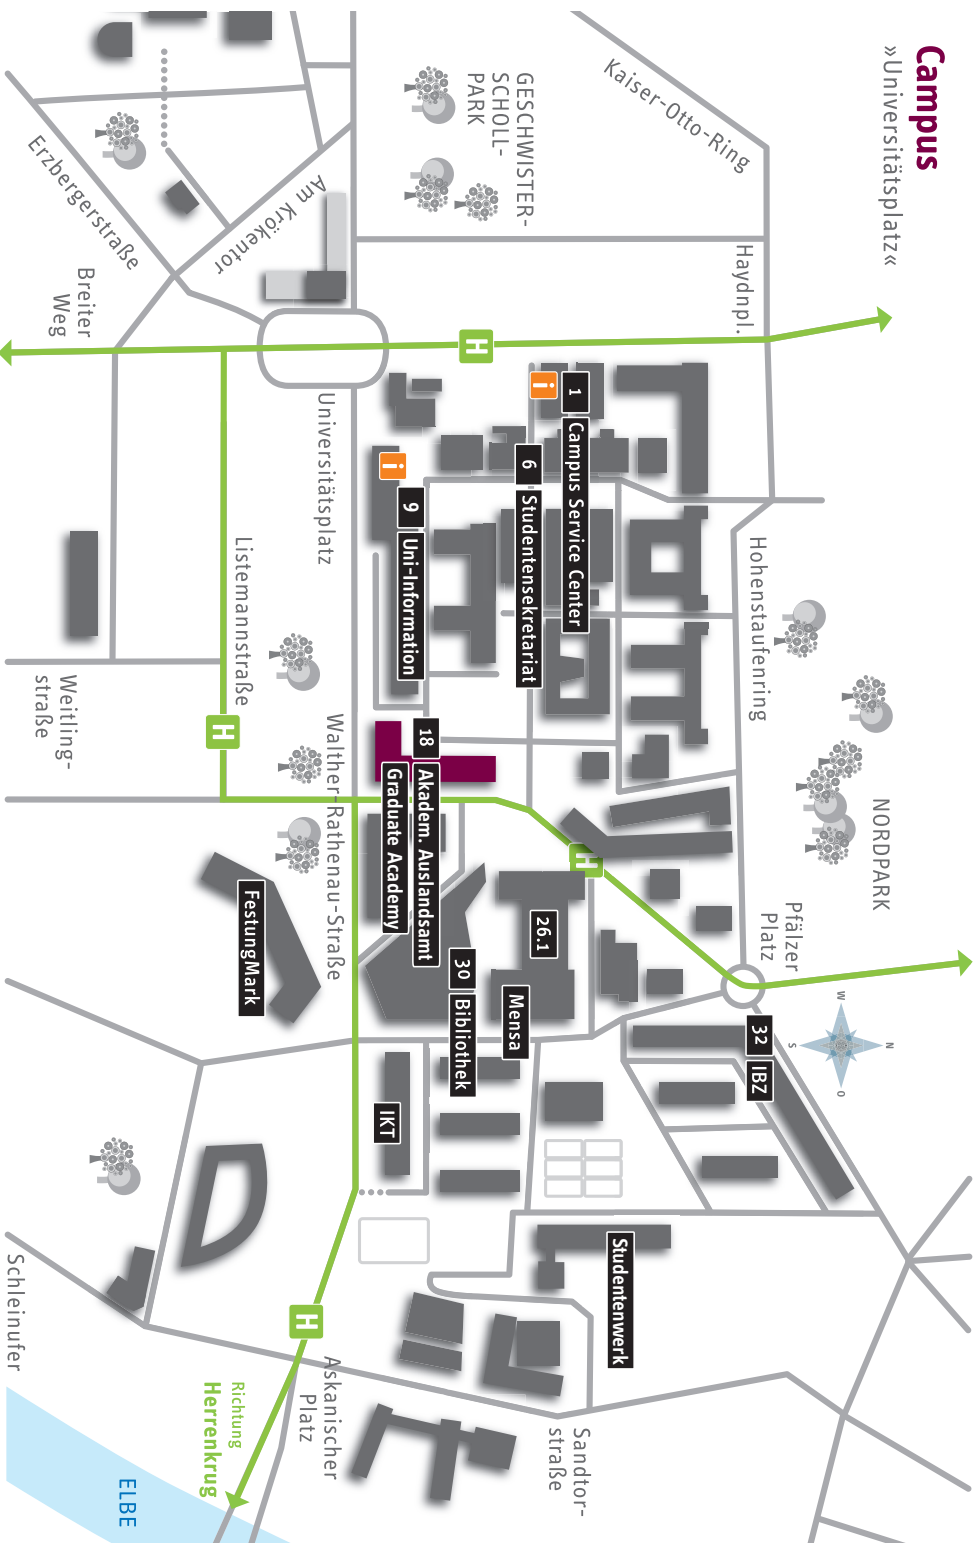 Campus
»Universitätsplatz«
Kaiser-Otto-Ring
GESCHWISTER-
SCHOLL-
PARK
Haydnpl.
Am Krökentor
Erzbergerstraße
Breiter
Weg
H
i
1
Campus Service Center
6
Studentensekretariat
i
9
Uni-Information
Universitätsplatz
Hohenstaufenring
NORDPARK
Listemannstraße
H
Weitling-
straße
Walther-Rathenau-Straße
18
Akadem. Auslandsamt
Graduate Academy
H
Pfälzer
Platz
26.1
FestungMark
30
Bibliothek
Mensa
32
IBZ
N
O
S
W
IKT
Studentenwerk
H
Askanischer
Platz
Sandtor-
straße
Schleinufer
Richtung
Herrenkrug
ELBE